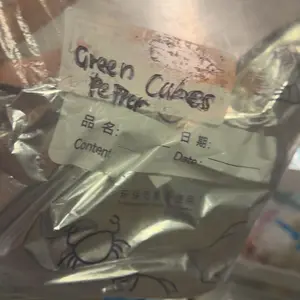 Green Cubes
Pepper
品名: 日期:
Content: Date: